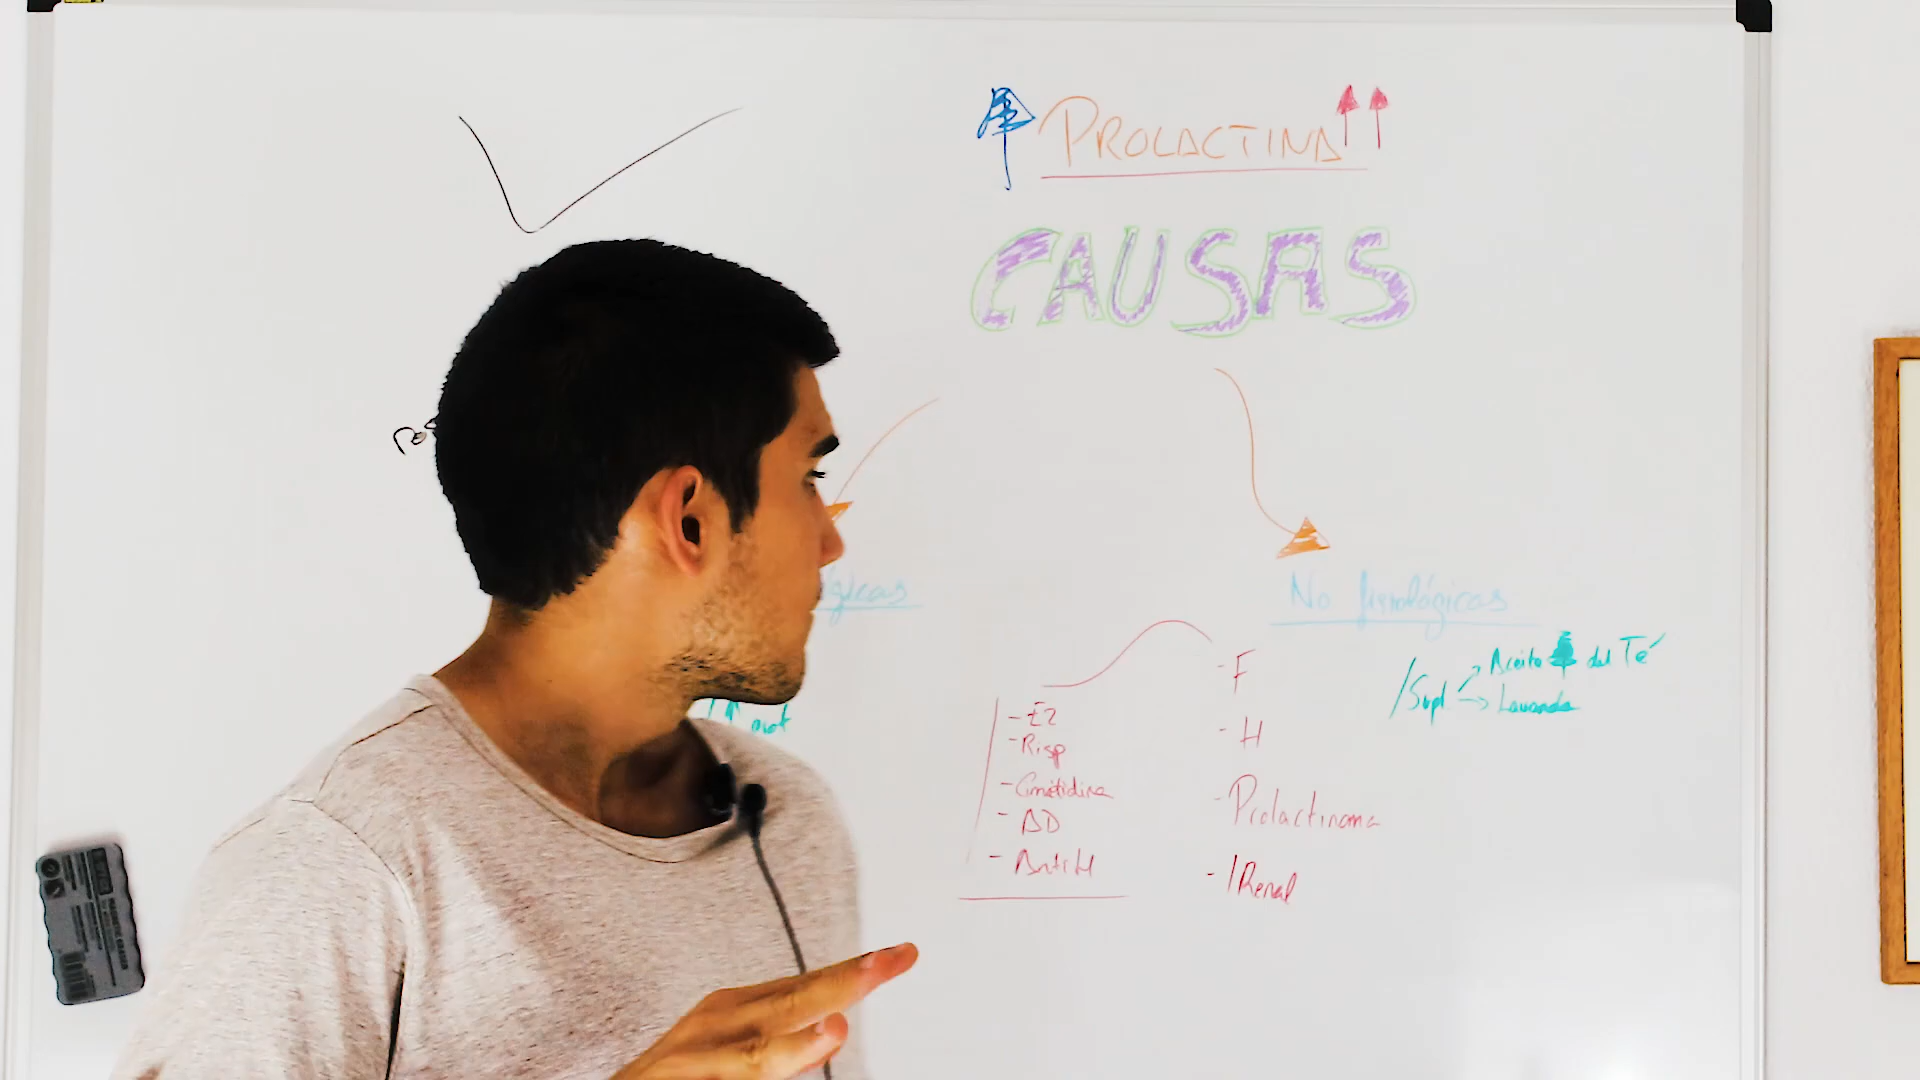 PROLACTINA
CAUSAS
No fisiológicas
- F
/Supl → Aceite del Té
→ Lavanda
- E2
- Risp
- H
- Cimetidina
- Prolactinoma
- AD
- AntiH
- IRenal